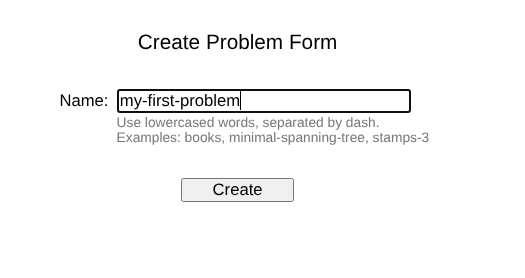 Create Problem Form
Name: my-first-problem
Use lowercased words, separated by dash.
Examples: books, minimal-spanning-tree, stamps-3
Create